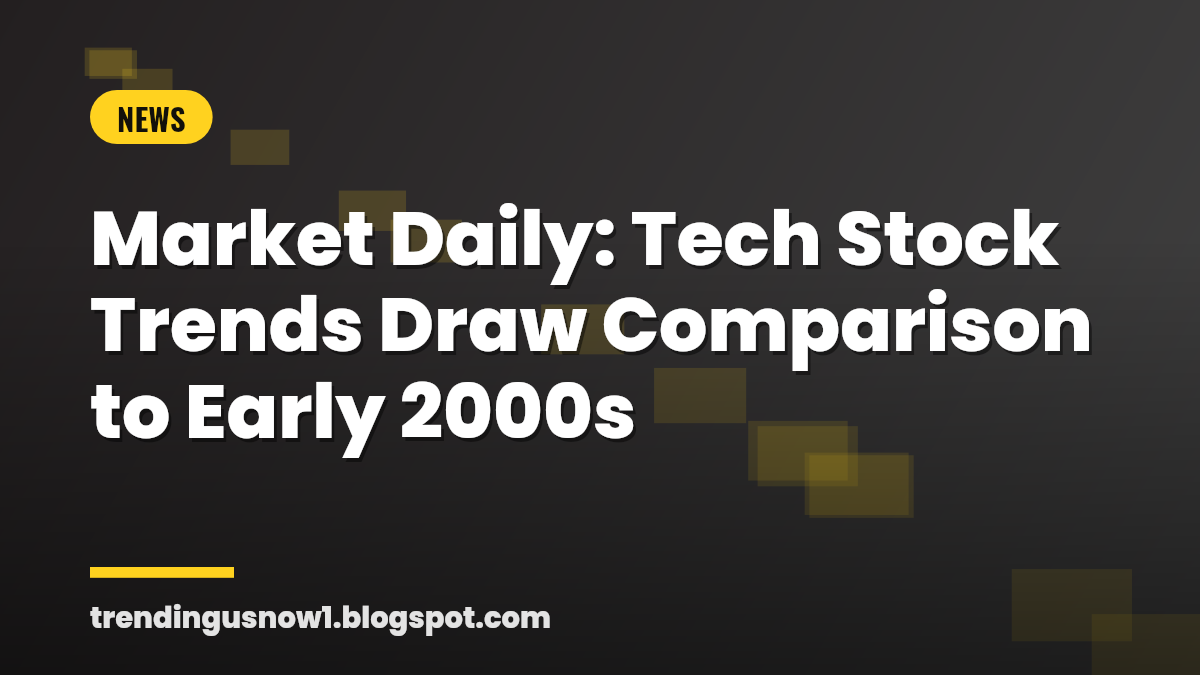 NEWS
Market Daily: Tech Stock
Trends Draw Comparison
to Early 2000s
trendingusnow1.blogspot.com